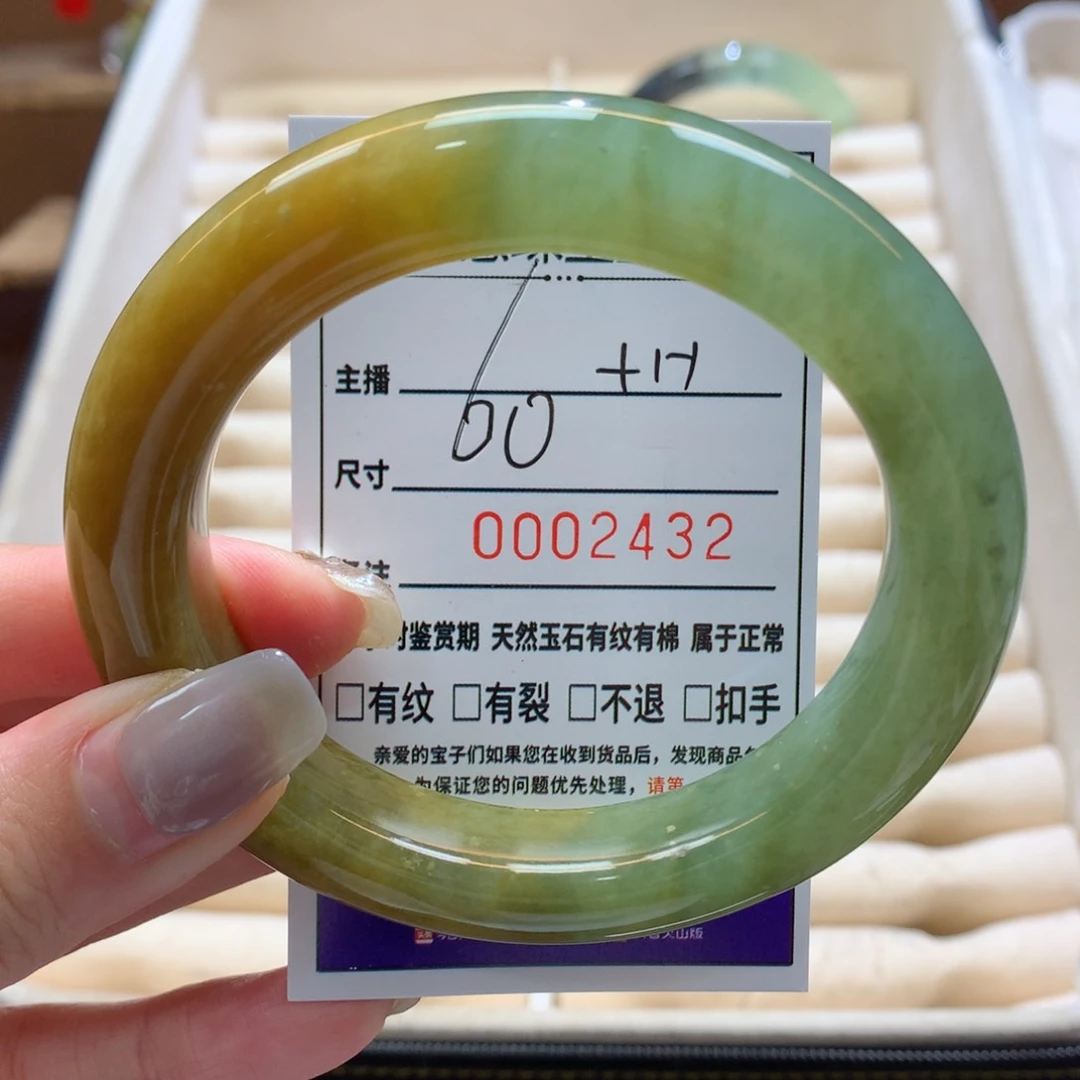 主播
尺寸 00
0002432
时鉴赏期 天然玉石有纹有棉 属于正常
□有纹 □有裂 □不退 □扣手
亲爱的宝子们如果您在收到货品后，发现商品
为保证您的问题优先处理，请第